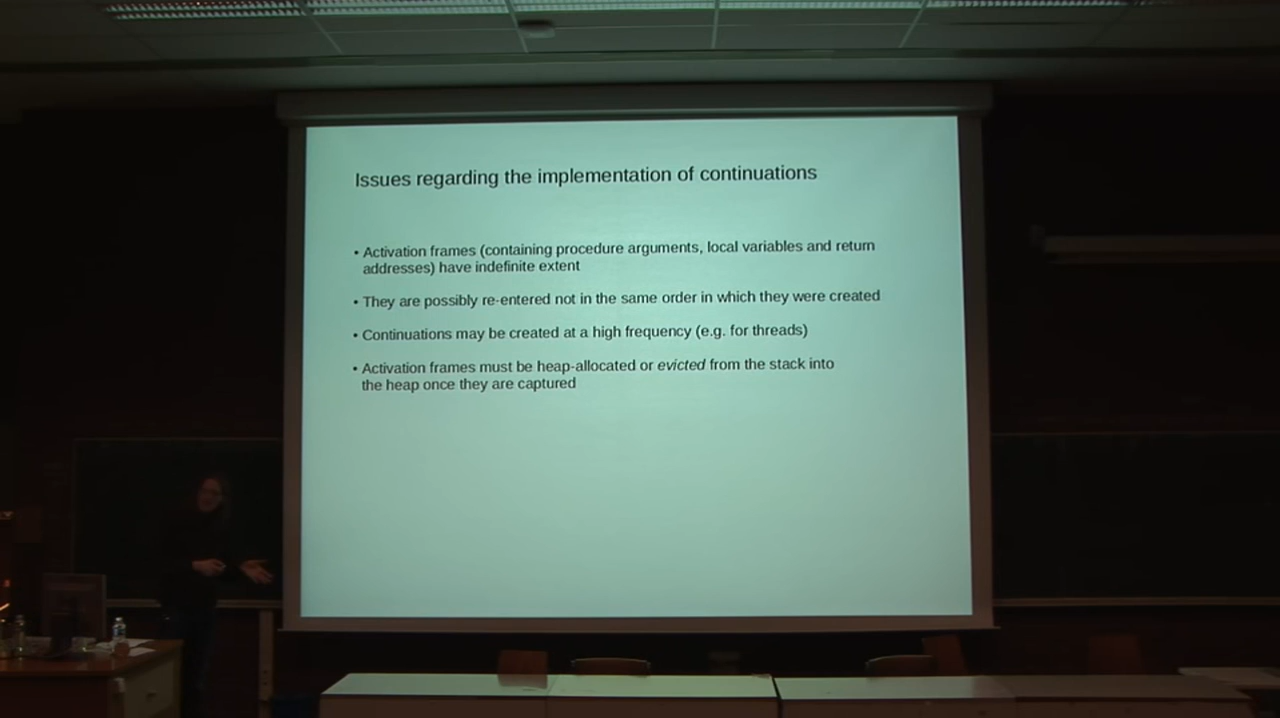 Issues regarding the implementation of continuations
• Activation frames (containing procedure arguments, local variables and return
addresses) have indefinite extent
• They are possibly re-entered not in the same order in which they were created
• Continuations may be created at a high frequency (e.g. for threads)
• Activation frames must be heap-allocated or evicted from the stack into
the heap once they are captured